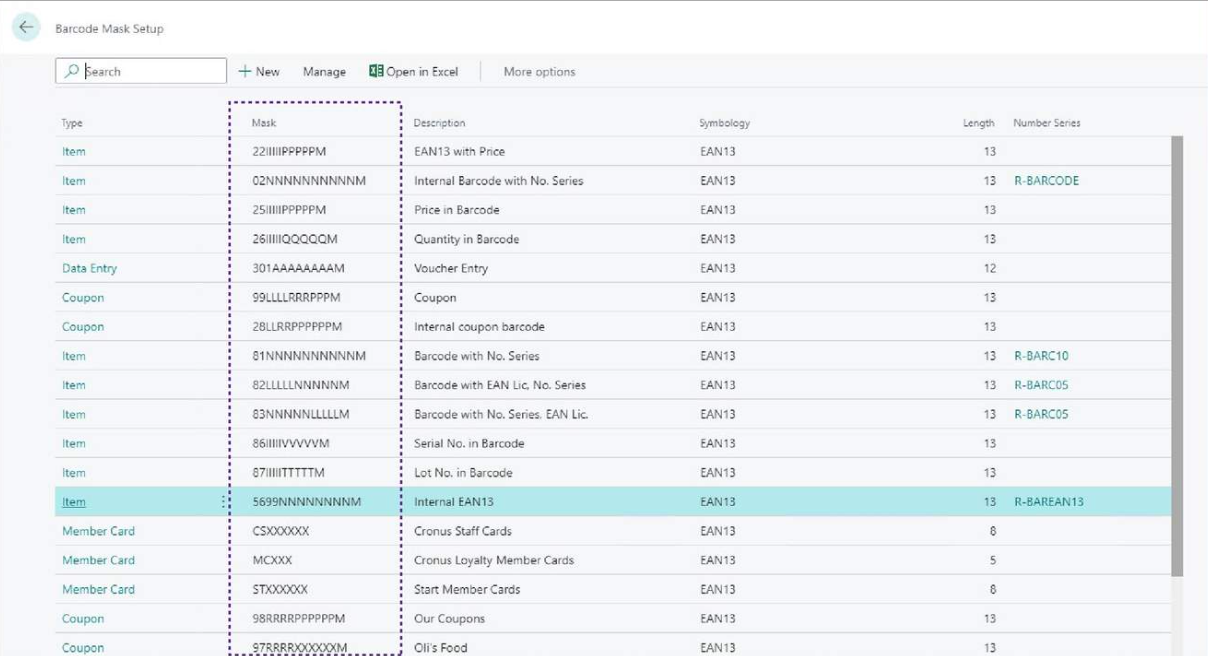 Barcode Mask Setup
Search New Manage Open in Excel More options
Type Mask Description Symbology Length Number Series
Item 22IIIIIPPPPPM EAN13 with Price EAN13 13
Item 02NNNNNNNNNNM Internal Barcode with No. Series EAN13 13 R-BARCODE
Item 25IIIIIPPPPPM Price in Barcode EAN13 13
Item 26IIIIIQQQQQM Quantity in Barcode EAN13 13
Data Entry 301AAAAAAAAM Voucher Entry EAN13 12
Coupon 99LLLLRRRPPPM Coupon EAN13 13
Coupon 28LLRRPPPPPPM Internal coupon barcode EAN13 13
Item 81NNNNNNNNNNM Barcode with No. Series EAN13 13 R-BARC10
Item 82LLLLLNNNNNM Barcode with EAN Lic, No. Series EAN13 13 R-BARC05
Item 83NNNNNLLLLLM Barcode with No. Series, EAN Lic. EAN13 13 R-BARC05
Item 86IIIIIVVVVVM Serial No. in Barcode EAN13 13
Item 87IIIIITTTTTM Lot No. in Barcode EAN13 13
Item 5699NNNNNNNNM Internal EAN13 EAN13 13 R-BAREAN13
Member Card CSXXXXXX Cronus Staff Cards EAN13 8
Member Card MCXXX Cronus Loyalty Member Cards EAN13 5
Member Card STXXXXXX Start Member Cards EAN13 8
Coupon 98RRRRPPPPPPM Our Coupons EAN13 13
Coupon 97RRRRXXXXXXM Oli's Food EAN13 13